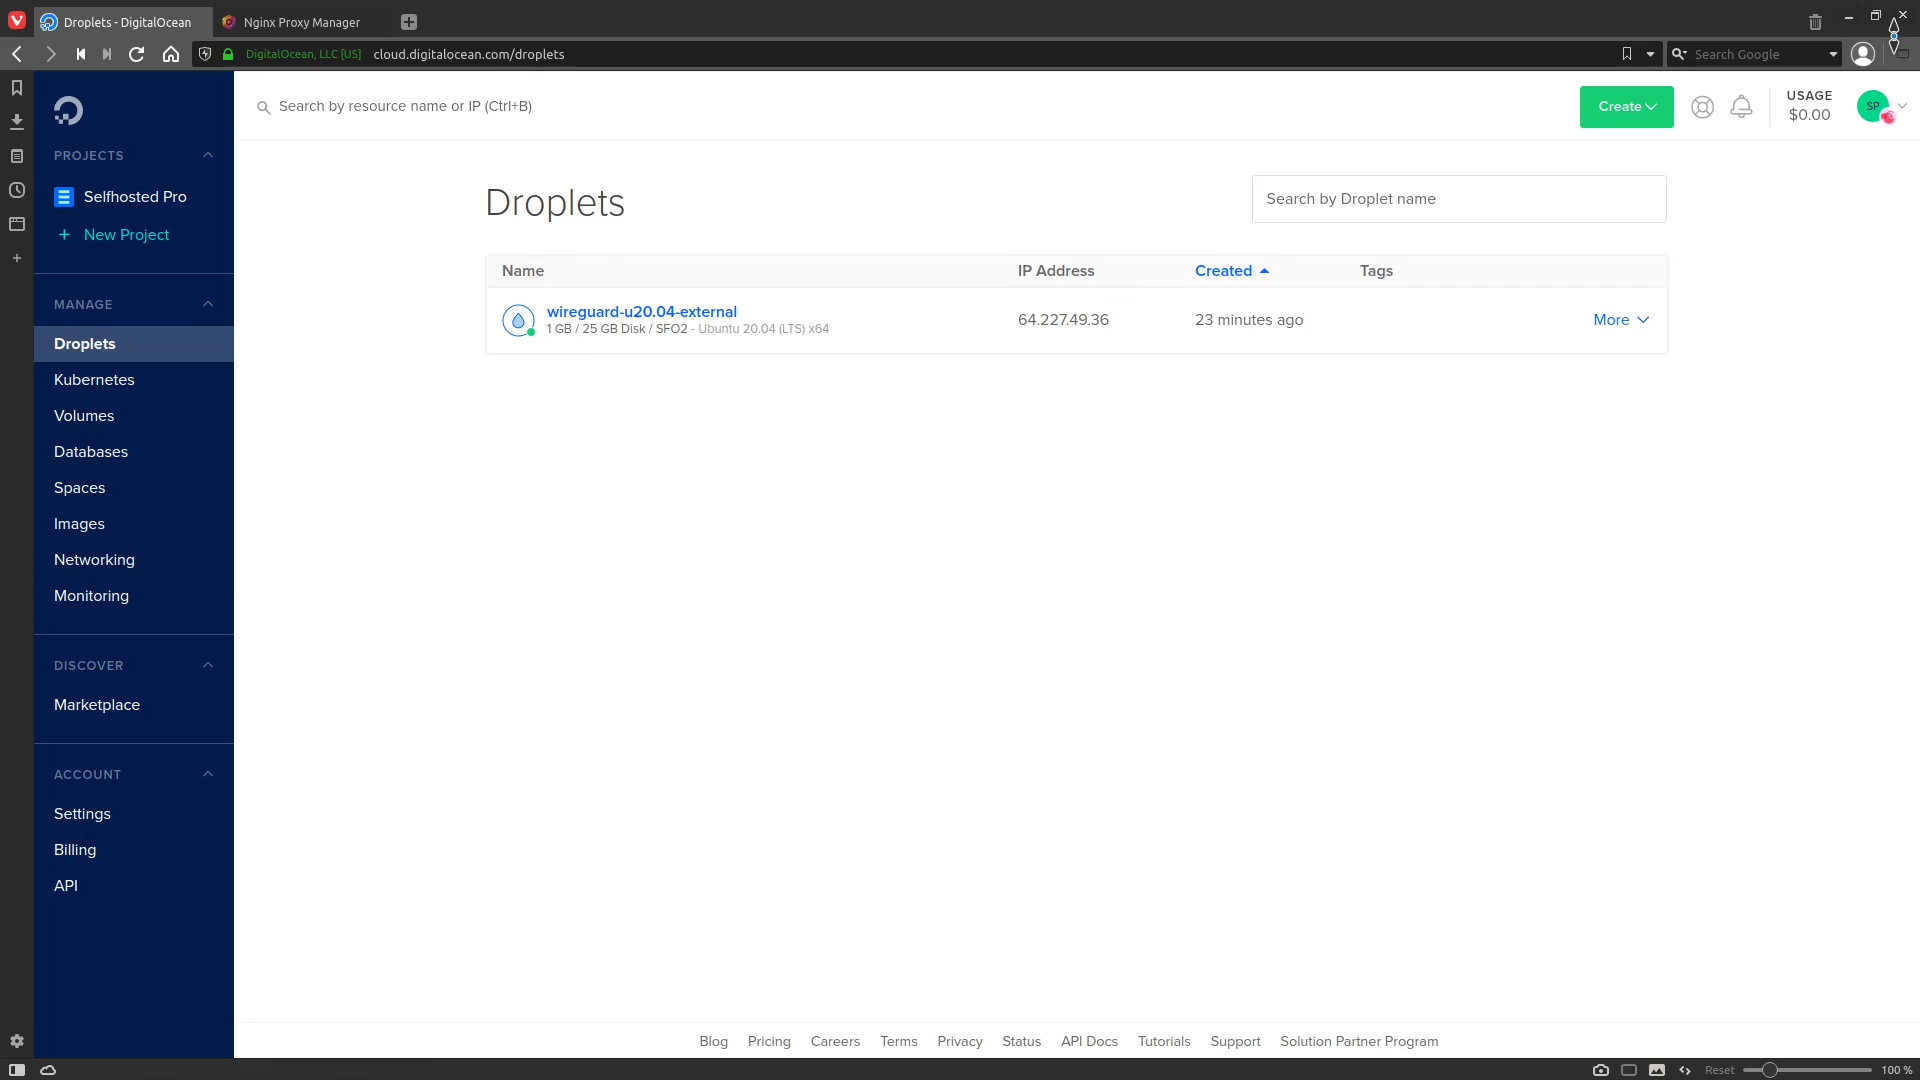 Droplets - DigitalOcean
Nginx Proxy Manager
DigitalOcean, LLC [US]
cloud.digitalocean.com/droplets
Search Google
Search by resource name or IP (Ctrl+B)
Create
USAGE
$0.00
SP
PROJECTS
Selfhosted Pro
+ New Project
MANAGE
Droplets
Kubernetes
Volumes
Databases
Spaces
Images
Networking
Monitoring
DISCOVER
Marketplace
ACCOUNT
Settings
Billing
API
Droplets
Search by Droplet name
Name IP Address Created Tags
wireguard-u20.04-external
1 GB / 25 GB Disk / SFO2 - Ubuntu 20.04 (LTS) x64
64.227.49.36
23 minutes ago
More
Blog Pricing Careers Terms Privacy Status API Docs Tutorials Support Solution Partner Program
Reset
100 %